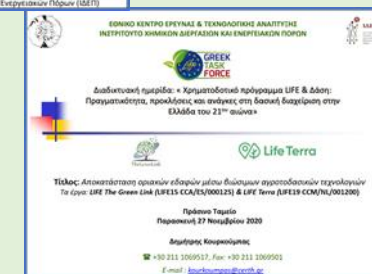 Ενεργειακών Πόρων (ΙΔΕΠ)
ΕΘΝΙΚΟ ΚΕΝΤΡΟ ΕΡΕΥΝΑΣ & ΤΕΧΝΟΛΟΓΙΚΗΣ ΑΝΑΠΤΥΞΗΣ
ΙΝΣΤΙΤΟΥΤΟ ΧΗΜΙΚΩΝ ΔΙΕΡΓΑΣΙΩΝ ΚΑΙ ΕΝΕΡΓΕΙΑΚΩΝ ΠΟΡΩΝ
GREEK
TASK
FORCE
Διαδικτυακή ημερίδα: « Χρηματοδοτικό πρόγραμμα LIFE & Δάση:
Πραγματικότητα, προκλήσεις και ανάγκες στη δασική διαχείριση στην
Ελλάδα του 21ου αιώνα»
Life Terra
Τίτλος: Αποκατάσταση οριακών εδαφών μέσω βιώσιμων αγροτοδασικών τεχνολογιών
Τα έργα: LIFE The Green Link (LIFE15 CCA/ES/000125) & LIFE Terra (LIFE19 CCM/NL/001200)
Πράσινο Ταμείο
Παρασκευή 27 Νοεμβρίου 2020
Δημήτρης Κουρκούμπας
+30 211 1069517, Fax: +30 211 1069501
E-mail : kourkoumpas@certh.gr